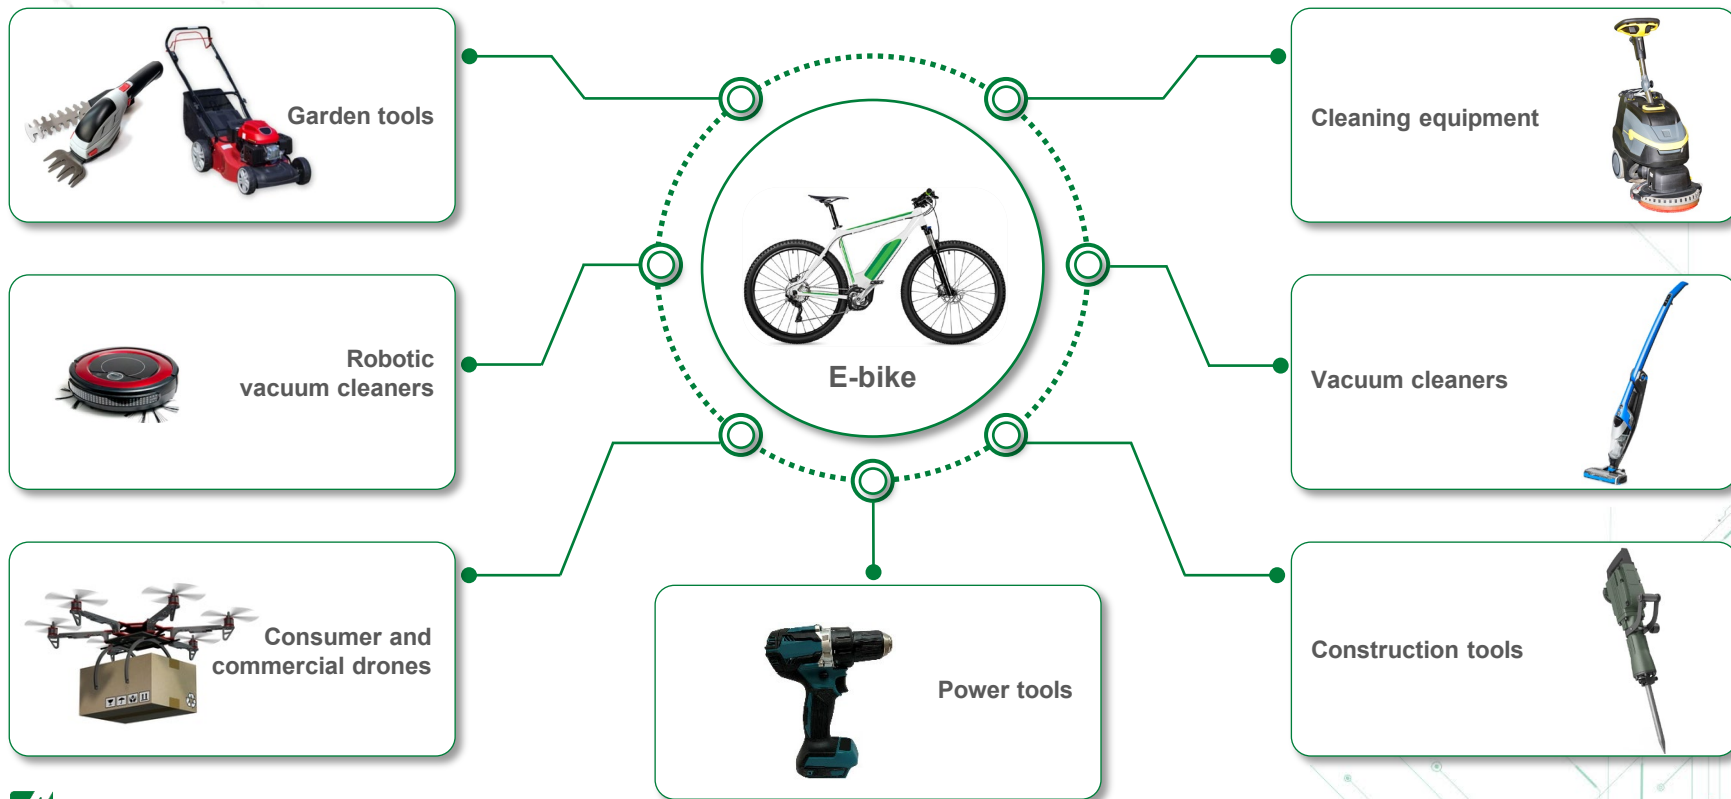 Garden tools
Cleaning equipment
Robotic
vacuum cleaners
E-bike
Vacuum cleaners
Consumer and
commercial drones
Power tools
Construction tools